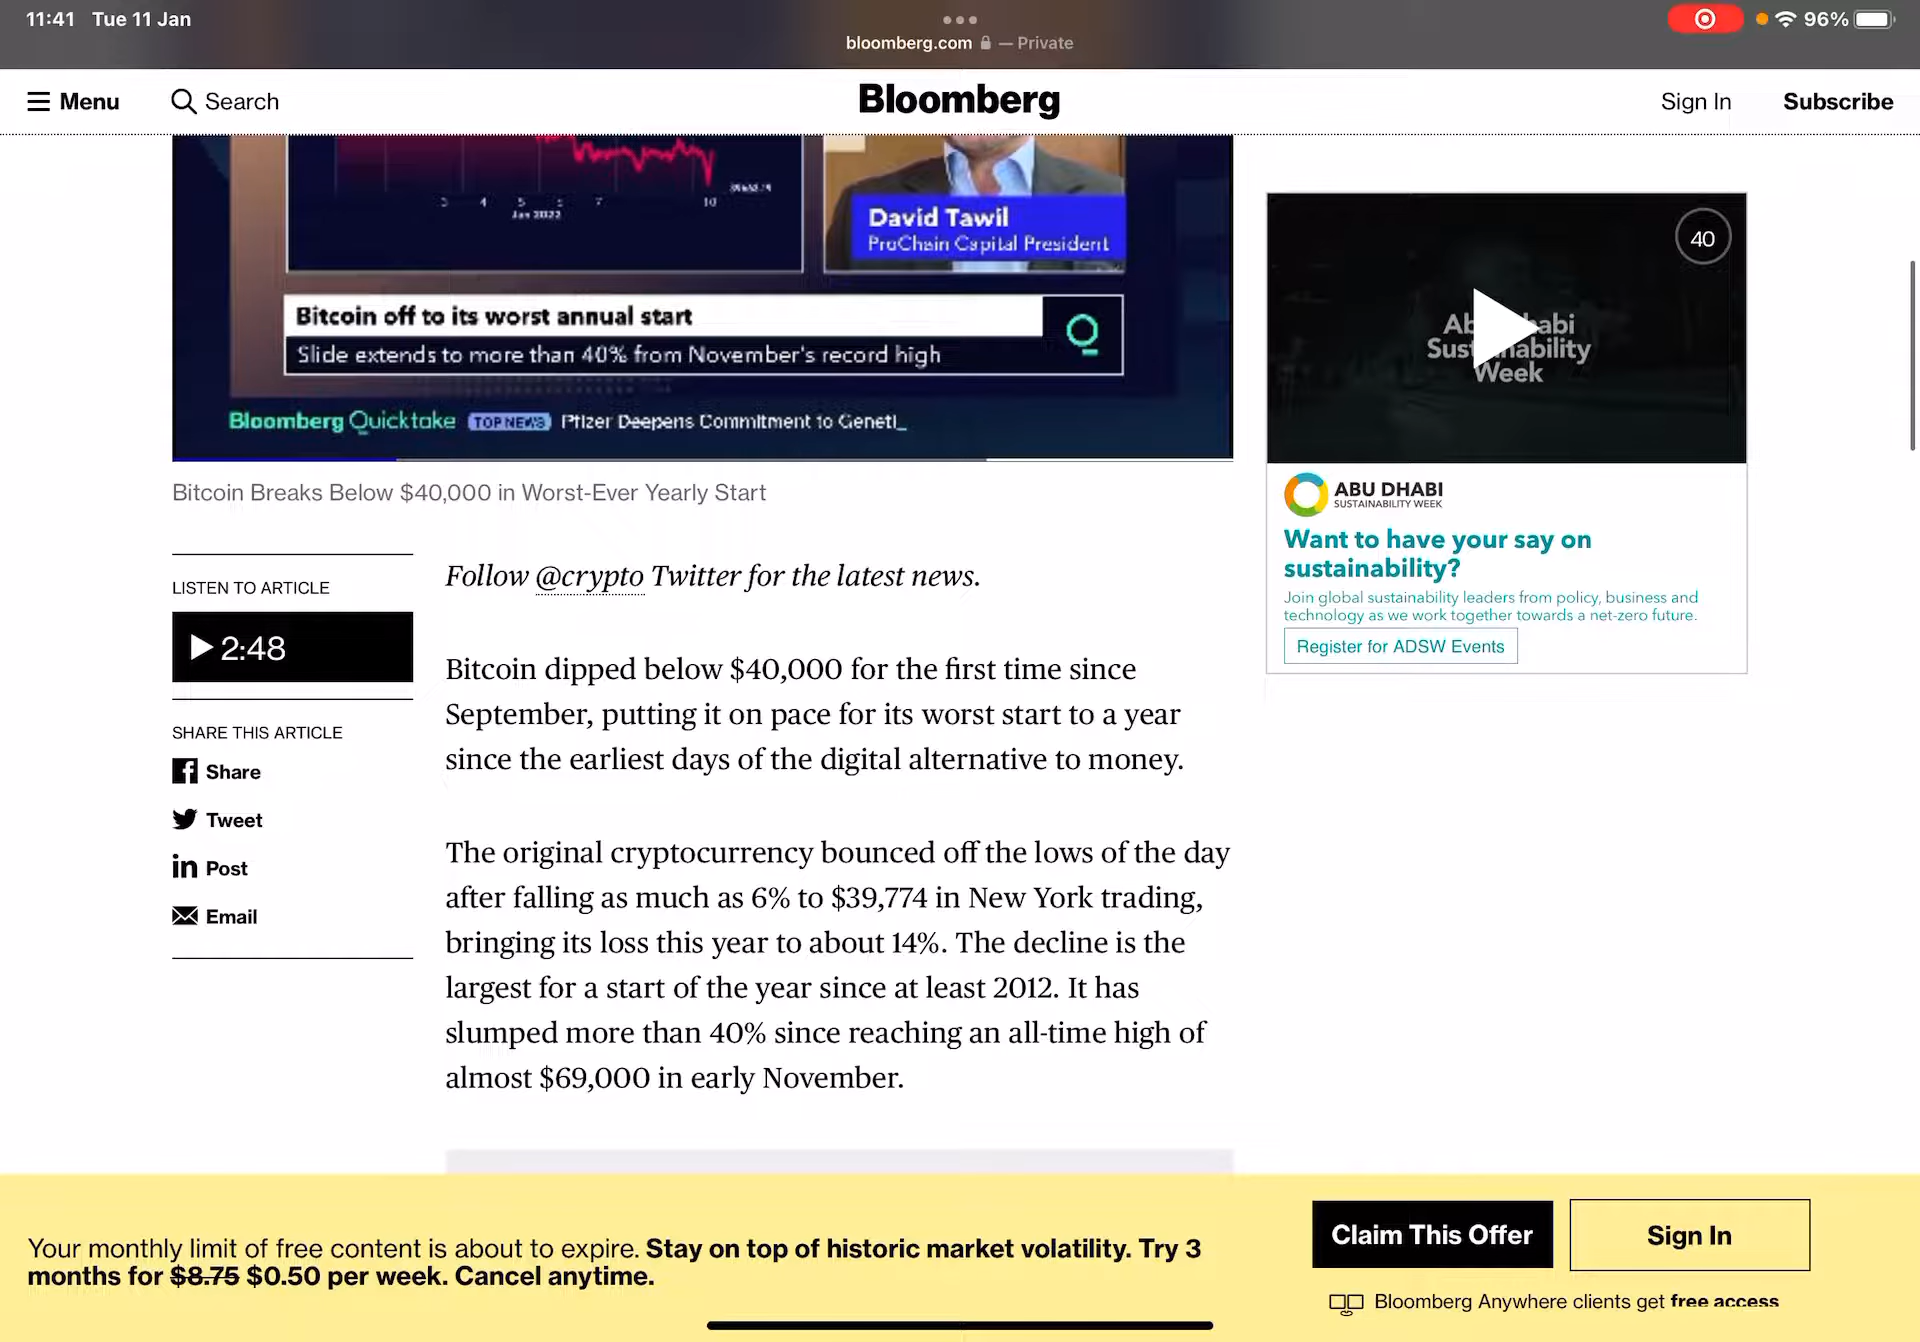 11:41 Tue 11 Jan
96%
bloomberg.com — Private
Menu
Search
Bloomberg
Sign In
Subscribe
3 4 5 6 7 10
Jan 2022
David Tawil
ProChain Capital President
Bitcoin off to its worst annual start
Slide extends to more than 40% from November's record high
Bloomberg Quicktake TOP NEWS Pfizer Deepens Commitment to Geneti_
Bitcoin Breaks Below $40,000 in Worst-Ever Yearly Start
LISTEN TO ARTICLE
2:48
SHARE THIS ARTICLE
Share
Tweet
Post
Email
Follow @crypto Twitter for the latest news.
Bitcoin dipped below $40,000 for the first time since
September, putting it on pace for its worst start to a year
since the earliest days of the digital alternative to money.
The original cryptocurrency bounced off the lows of the day
after falling as much as 6% to $39,774 in New York trading,
bringing its loss this year to about 14%. The decline is the
largest for a start of the year since at least 2012. It has
slumped more than 40% since reaching an all-time high of
almost $69,000 in early November.
40
Week
ABU DHABI
SUSTAINABILITY WEEK
Want to have your say on
sustainability?
Join global sustainability leaders from policy, business and
technology as we work together towards a net-zero future.
Register for ADSW Events
Your monthly limit of free content is about to expire. Stay on top of historic market volatility. Try 3
months for $8.75 $0.50 per week. Cancel anytime.
Claim This Offer
Sign In
Bloomberg Anywhere clients get free access